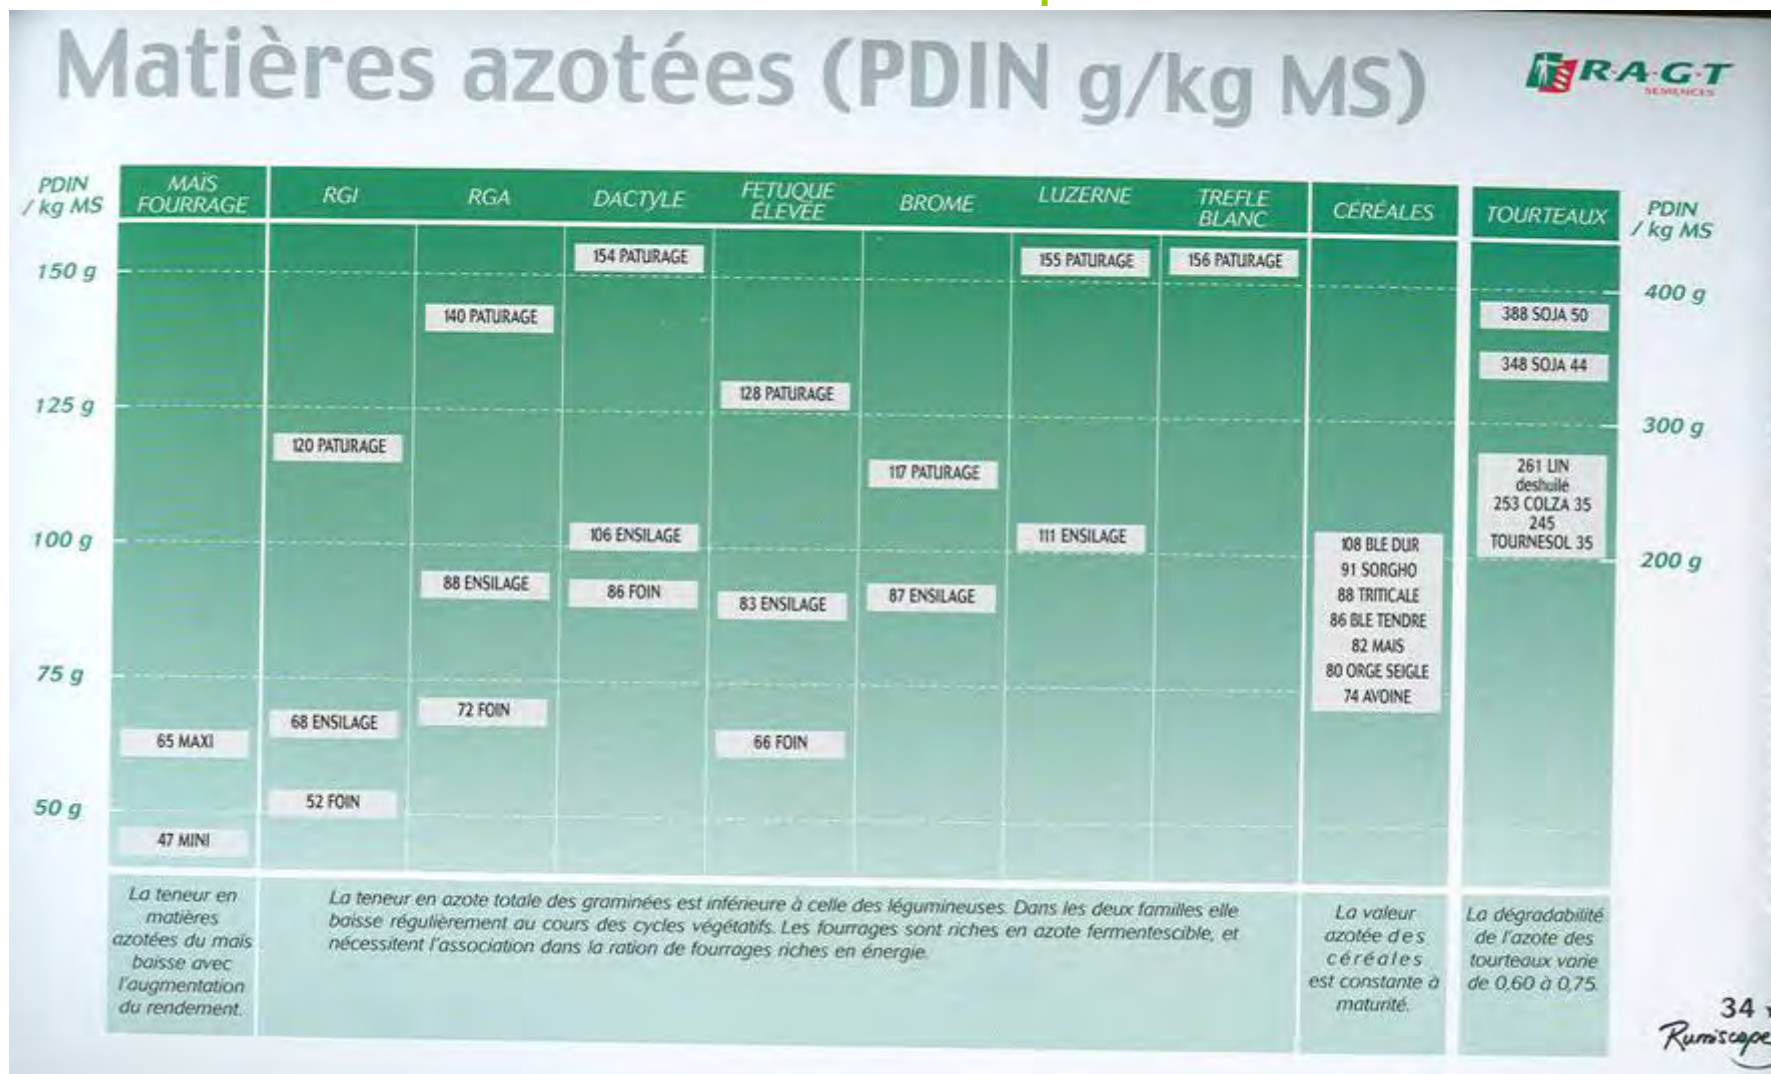 Matières azotées (PDIN g/kg MS)
R·A·G·T
SEMENCES
PDIN
/ kg MS
MAÏS
FOURRAGE
RGI
RGA
DACTYLE
FETUQUE
ÉLEVÉE
BROME
LUZERNE
TREFLE
BLANC
CÉRÉALES
TOURTEAUX
PDIN
/ kg MS
150 g
125 g
100 g
75 g
50 g
65 MAXI
47 MINI
120 PATURAGE
68 ENSILAGE
52 FOIN
140 PATURAGE
88 ENSILAGE
72 FOIN
154 PATURAGE
106 ENSILAGE
86 FOIN
128 PATURAGE
83 ENSILAGE
66 FOIN
117 PATURAGE
87 ENSILAGE
155 PATURAGE
111 ENSILAGE
156 PATURAGE
108 BLE DUR
91 SORGHO
88 TRITICALE
86 BLE TENDRE
82 MAIS
80 ORGE SEIGLE
74 AVOINE
388 SOJA 50
348 SOJA 44
261 LIN
deshuilé
253 COLZA 35
245
TOURNESOL 35
400 g
300 g
200 g
La teneur en
matières
azotées du maïs
baisse avec
l'augmentation
du rendement.
La teneur en azote totale des graminées est inférieure à celle des légumineuses. Dans les deux familles elle
baisse régulièrement au cours des cycles végétatifs. Les fourrages sont riches en azote fermentescible, et
nécessitent l'association dans la ration de fourrages riches en énergie.
La valeur
azotée des
céréales
est constante à
maturité.
La dégradabilité
de l'azote des
tourteaux varie
de 0,60 à 0,75.
34
Rumiscope